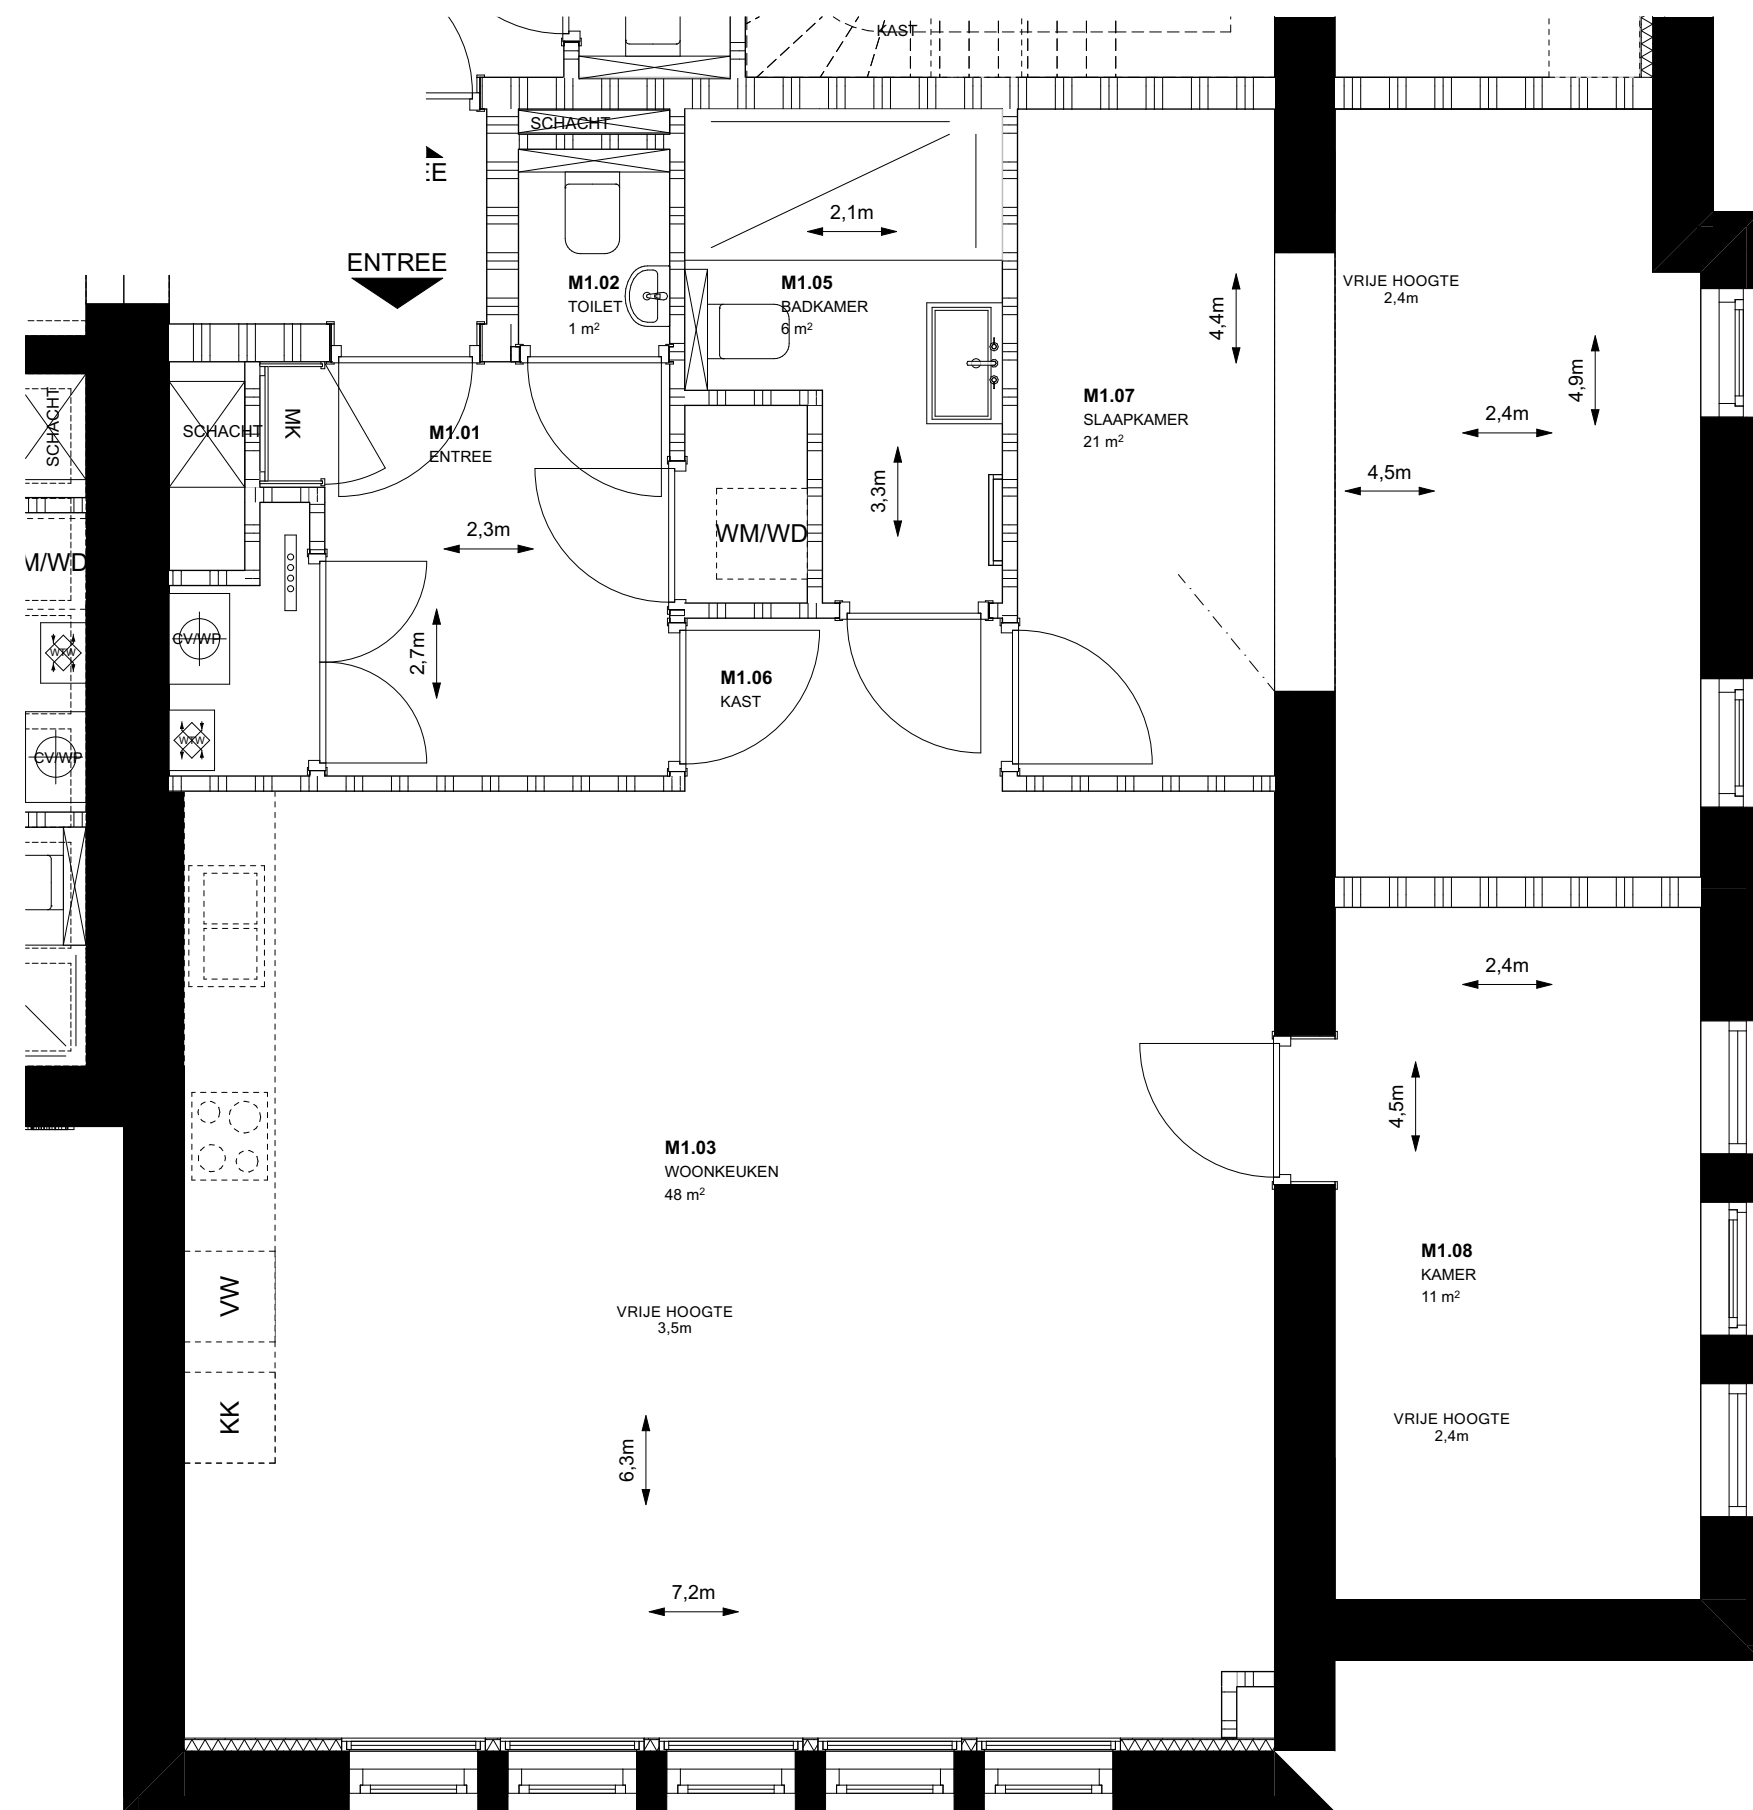 KAST
SCHACHT
:E
ENTREE
2,1m
M1.02
TOILET
1 m²
M1.05
BADKAMER
6 m²
VRIJE HOOGTE
2,4m
4,4m
4,9m
2,4m
4,5m
M1.07
SLAAPKAMER
21 m²
SCHACHT
SCHACHT
MK
M1.01
ENTREE
3,3m
2,3m
WM/WD
M/WD
CV/WP
WTW
2,7m
M1.06
KAST
WTW
CV/WP
2,4m
4,5m
M1.03
WOONKEUKEN
48 m²
M1.08
KAMER
11 m²
VW
VRIJE HOOGTE
3,5m
KK
VRIJE HOOGTE
2,4m
6,3m
7,2m